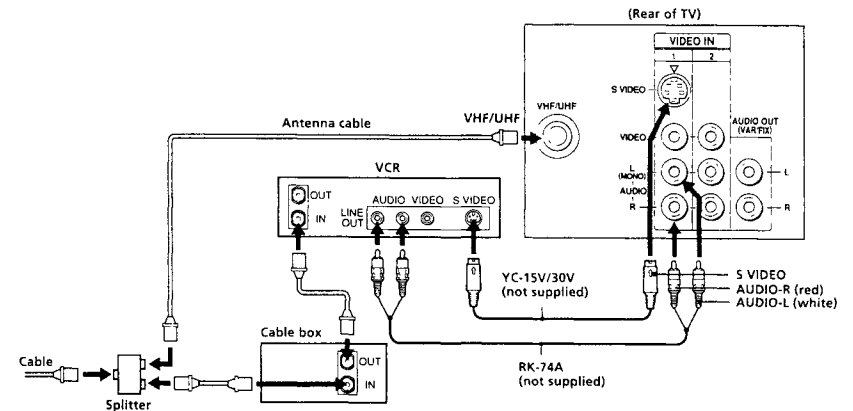 (Rear of TV)
VIDEO IN
1 2
S VIDEO
VHF/UHF
Antenna cable
VHF/UHF
VIDEO
AUDIO OUT
(VAR/FIX)
L
(MONO)
AUDIO
R
L
R
VCR
OUT
IN
AUDIO VIDEO S VIDEO
LINE
OUT
YC-15V/30V
(not supplied)
S VIDEO
AUDIO-R (red)
AUDIO-L (white)
RK-74A
(not supplied)
Cable box
OUT
IN
Cable
Splitter